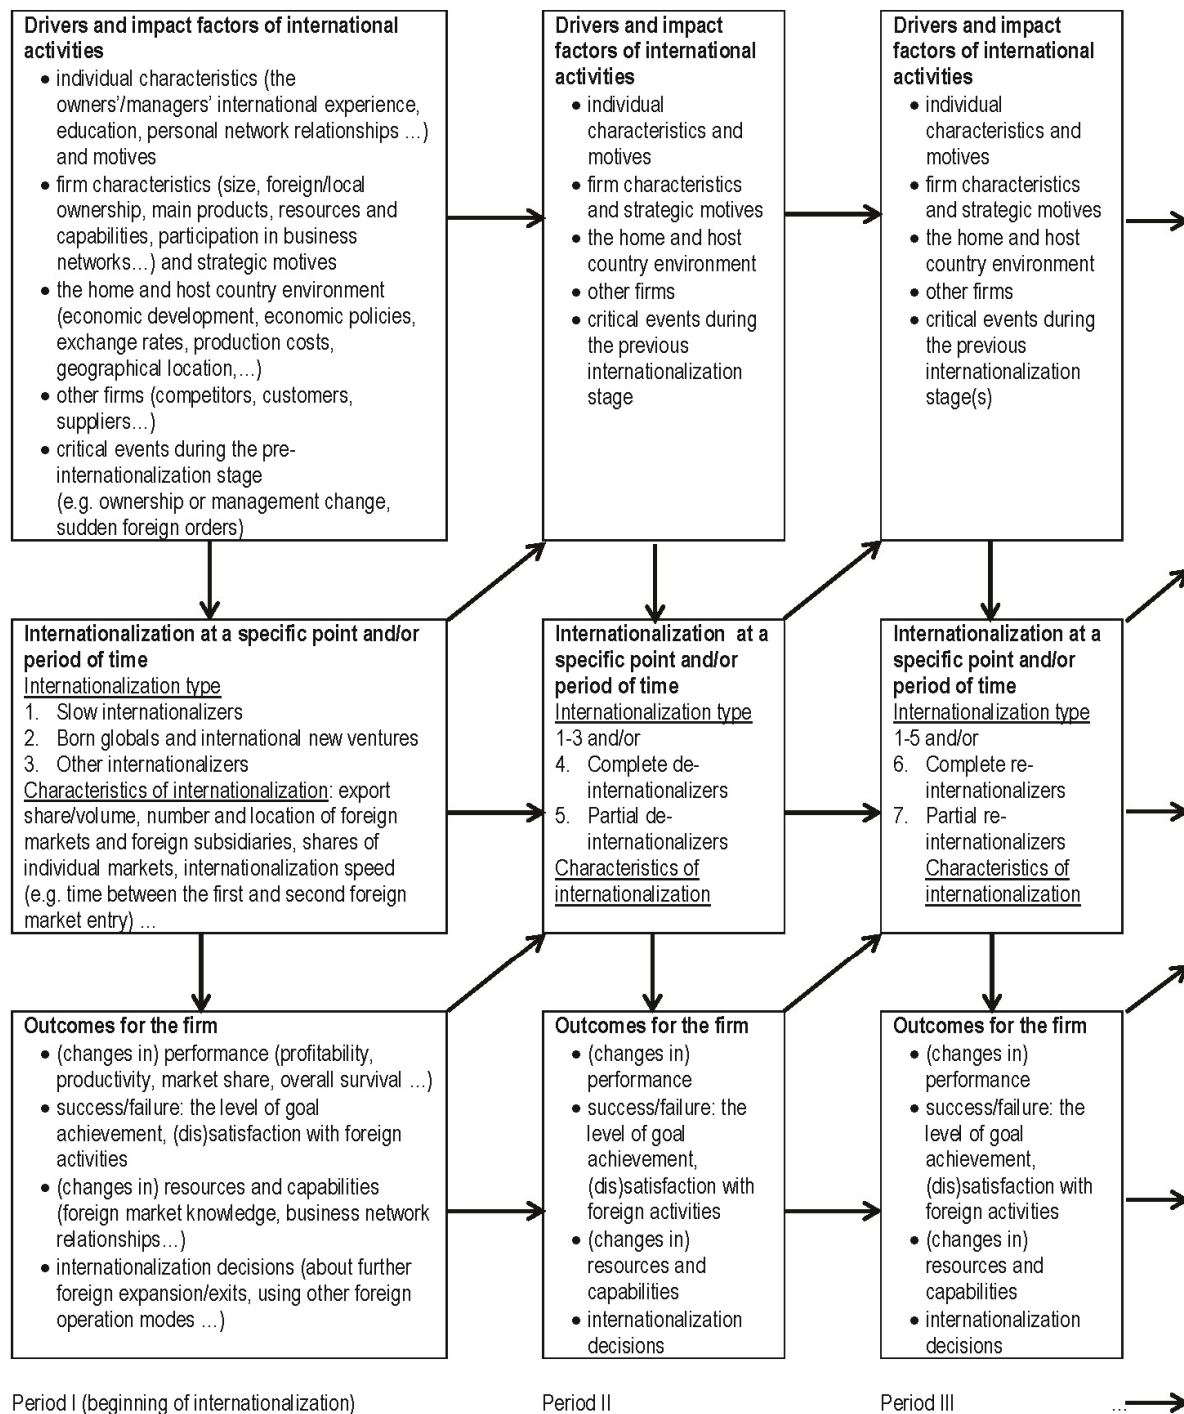 Drivers and impact factors of international
activities
• individual characteristics (the
owners’/managers’ international experience,
education, personal network relationships …)
and motives
• firm characteristics (size, foreign/local
ownership, main products, resources and
capabilities, participation in business
networks…) and strategic motives
• the home and host country environment
(economic development, economic policies,
exchange rates, production costs,
geographical location,…)
• other firms (competitors, customers,
suppliers…)
• critical events during the pre-
internationalization stage
(e.g. ownership or management change,
sudden foreign orders)
Drivers and impact
factors of international
activities
• individual
characteristics and
motives
• firm characteristics
and strategic motives
• the home and host
country environment
• other firms
• critical events during
the previous
internationalization
stage
Drivers and impact
factors of international
activities
• individual
characteristics and
motives
• firm characteristics
and strategic motives
• the home and host
country environment
• other firms
• critical events during
the previous
internationalization
stage(s)
Internationalization at a specific point and/or
period of time
Internationalization type
1. Slow internationalizers
2. Born globals and international new ventures
3. Other internationalizers
Characteristics of internationalization: export
share/volume, number and location of foreign
markets and foreign subsidiaries, shares of
individual markets, internationalization speed
(e.g. time between the first and second foreign
market entry) …
Internationalization at a
specific point and/or
period of time
Internationalization type
1-3 and/or
4. Complete de-
internationalizers
5. Partial de-
internationalizers
Characteristics of
internationalization
Internationalization at a
specific point and/or
period of time
Internationalization type
1-5 and/or
6. Complete re-
internationalizers
7. Partial re-
internationalizers
Characteristics of
internationalization
Outcomes for the firm
• (changes in) performance (profitability,
productivity, market share, overall survival …)
• success/failure: the level of goal
achievement, (dis)satisfaction with foreign
activities
• (changes in) resources and capabilities
(foreign market knowledge, business network
relationships…)
• internationalization decisions (about further
foreign expansion/exits, using other foreign
operation modes …)
Outcomes for the firm
• (changes in)
performance
• success/failure: the
level of goal
achievement,
(dis)satisfaction with
foreign activities
• (changes in)
resources and
capabilities
• internationalization
decisions
Outcomes for the firm
• (changes in)
performance
• success/failure: the
level of goal
achievement,
(dis)satisfaction with
foreign activities
• (changes in)
resources and
capabilities
• internationalization
decisions
Period I (beginning of internationalization)
Period II
Period III
…